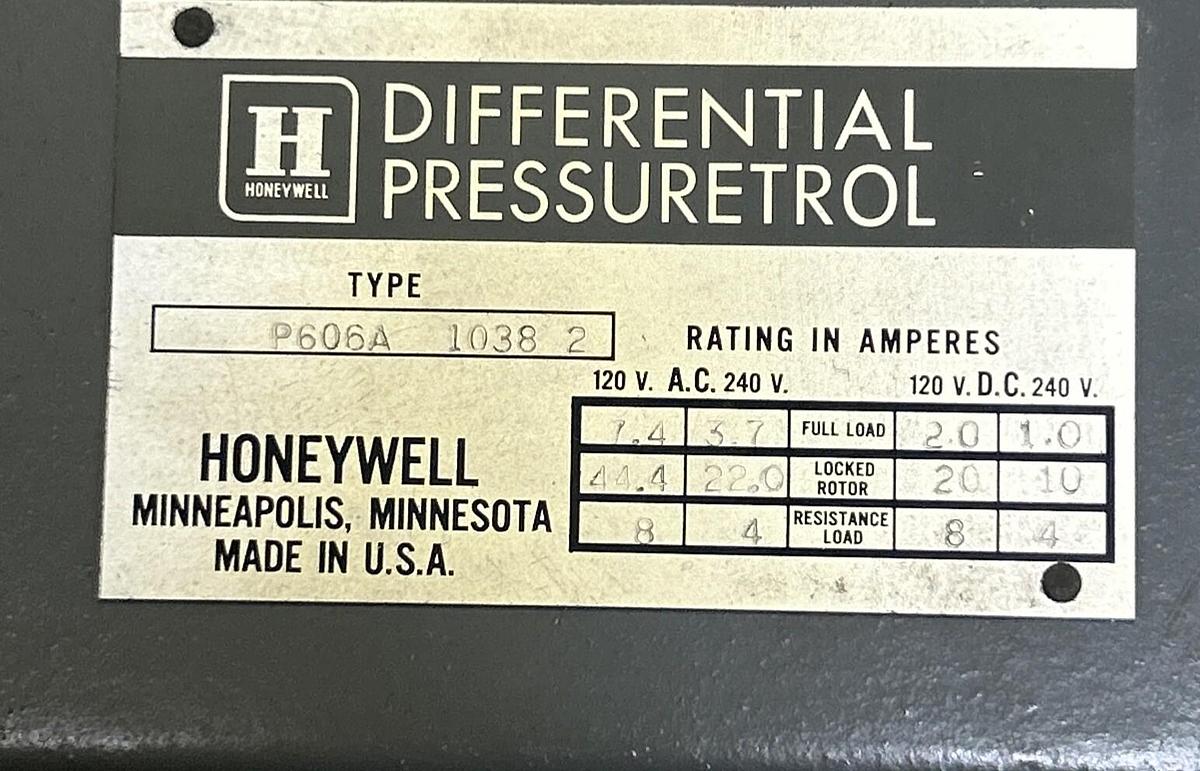 H
HONEYWELL
DIFFERENTIAL
PRESSURETROL
TYPE
P606A 1038 2
RATING IN AMPERES
120 V. A.C. 240 V. 120 V. D.C. 240 V.
7.4 3.7 FULL LOAD 2.0 1.0
44.4 22.0 LOCKED ROTOR 20 10
8 4 RESISTANCE LOAD 8 4
HONEYWELL
MINNEAPOLIS, MINNESOTA
MADE IN U.S.A.